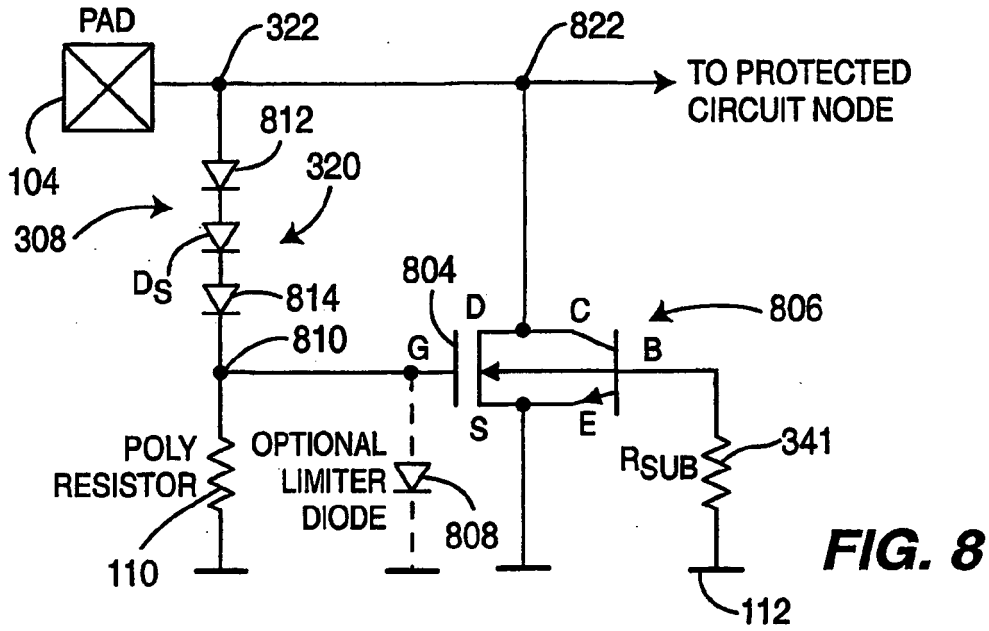 PAD
322
822
TO PROTECTED
CIRCUIT NODE
812
320
104
308
DS
814
804
806
810
G
D
C
B
S
E
POLY
RESISTOR
OPTIONAL
LIMITER
DIODE
RSUB
341
808
110
112
FIG. 8